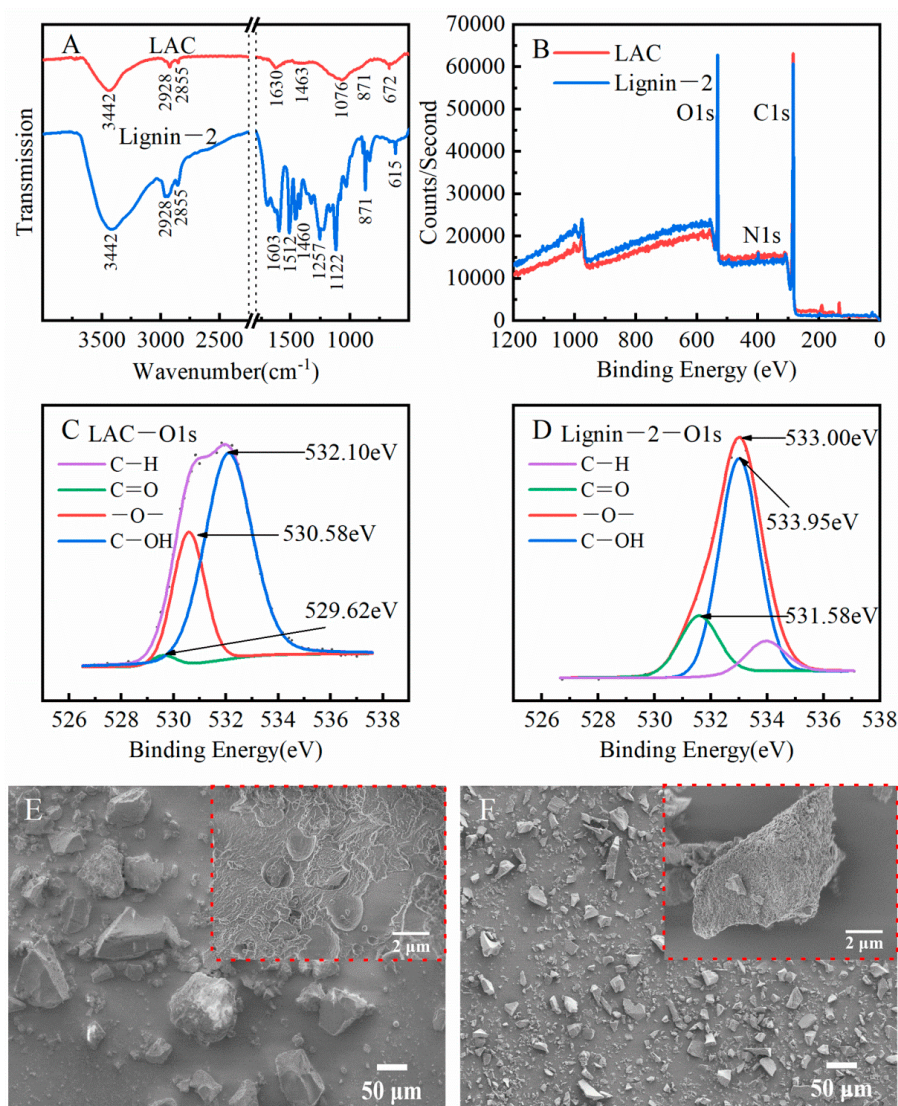 A
LAC
3442
2928
2855
1630
1463
1076
871
672
Lignin−2
3442
2928
2855
1603
1512
1460
1257
1122
871
615
Transmission
3500 3000 2500 1500 1000
Wavenumber(cm-1)
B
LAC
Lignin−2
O1s
C1s
N1s
70000
60000
50000
40000
30000
20000
10000
0
Counts/Second
1200 1000 800 600 400 200 0
Binding Energy (eV)
C LAC−O1s
C−H
C=O
−O−
C−OH
532.10eV
530.58eV
529.62eV
526 528 530 532 534 536 538
Binding Energy(eV)
D Lignin−2−O1s
C−H
C=O
−O−
C−OH
533.00eV
533.95eV
531.58eV
526 528 530 532 534 536 538
Binding Energy(eV)
E
2 μm
50 μm
F
2 μm
50 μm